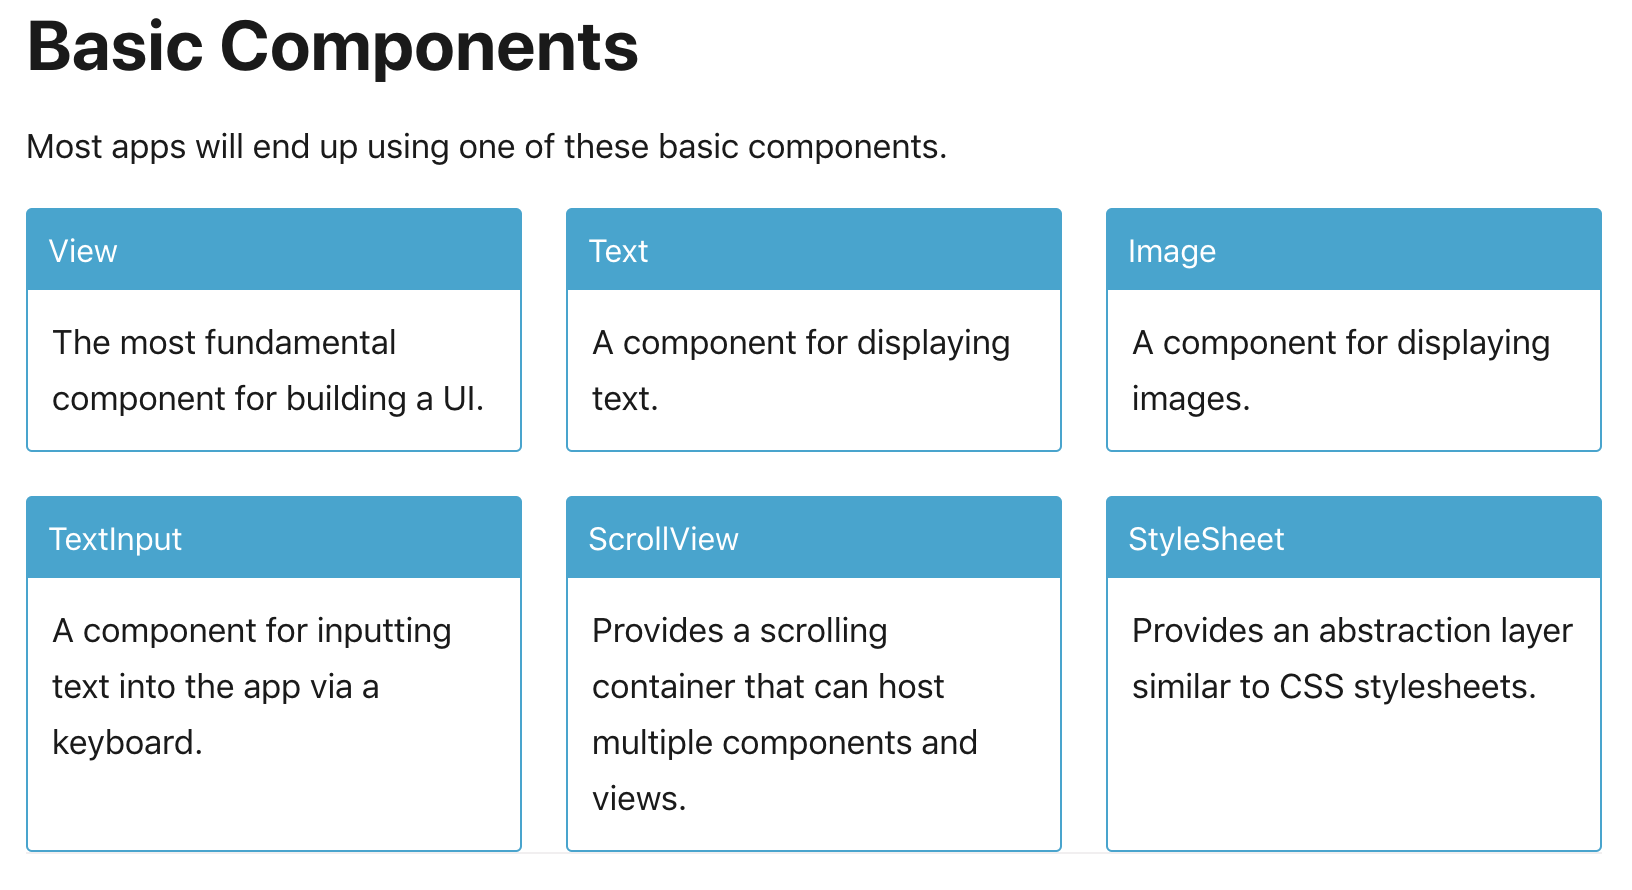 Basic Components
Most apps will end up using one of these basic components.
View
The most fundamental
component for building a UI.
Text
A component for displaying
text.
Image
A component for displaying
images.
TextInput
A component for inputting
text into the app via a
keyboard.
ScrollView
Provides a scrolling
container that can host
multiple components and
views.
StyleSheet
Provides an abstraction layer
similar to CSS stylesheets.